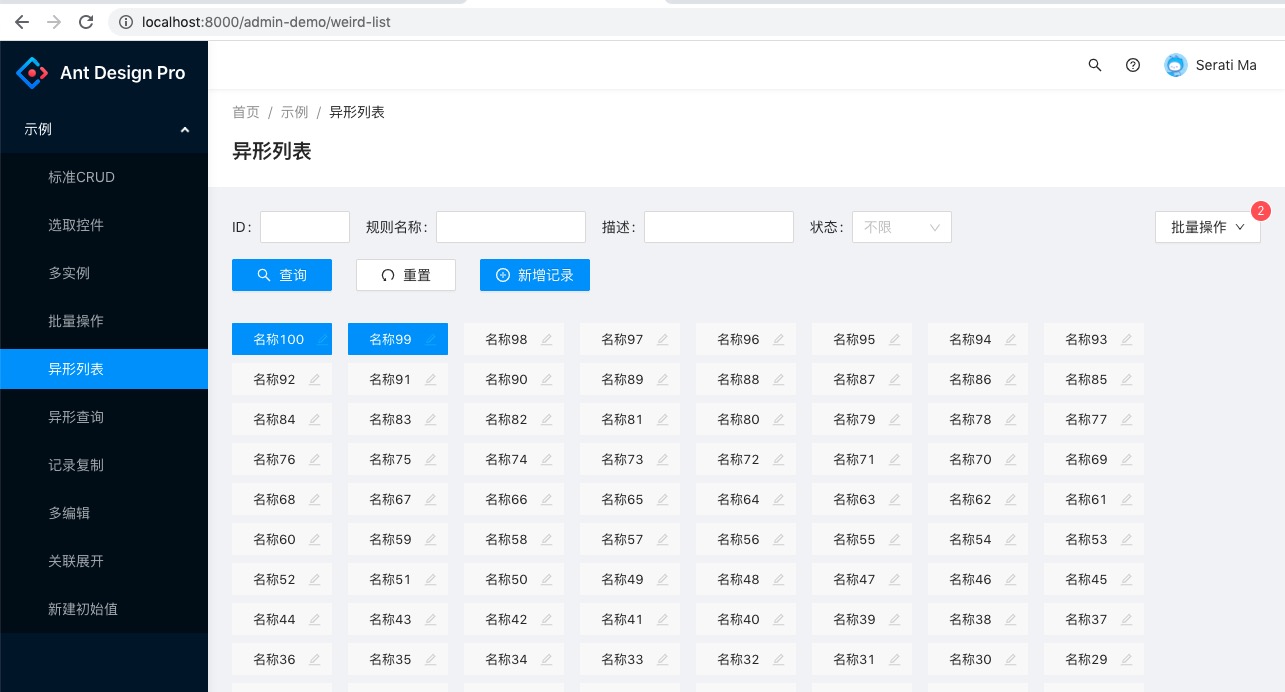 localhost:8000/admin-demo/weird-list
Ant Design Pro
Serati Ma
示例
标准CRUD
选取控件
多实例
批量操作
异形列表
异形查询
记录复制
多编辑
关联展开
新建初始值
首页 / 示例 / 异形列表
异形列表
ID: 规则名称: 描述: 状态: 不限 批量操作 2
查询 重置 新增记录
名称100 名称99 名称98 名称97 名称96 名称95 名称94 名称93
名称92 名称91 名称90 名称89 名称88 名称87 名称86 名称85
名称84 名称83 名称82 名称81 名称80 名称79 名称78 名称77
名称76 名称75 名称74 名称73 名称72 名称71 名称70 名称69
名称68 名称67 名称66 名称65 名称64 名称63 名称62 名称61
名称60 名称59 名称58 名称57 名称56 名称55 名称54 名称53
名称52 名称51 名称50 名称49 名称48 名称47 名称46 名称45
名称44 名称43 名称42 名称41 名称40 名称39 名称38 名称37
名称36 名称35 名称34 名称33 名称32 名称31 名称30 名称29